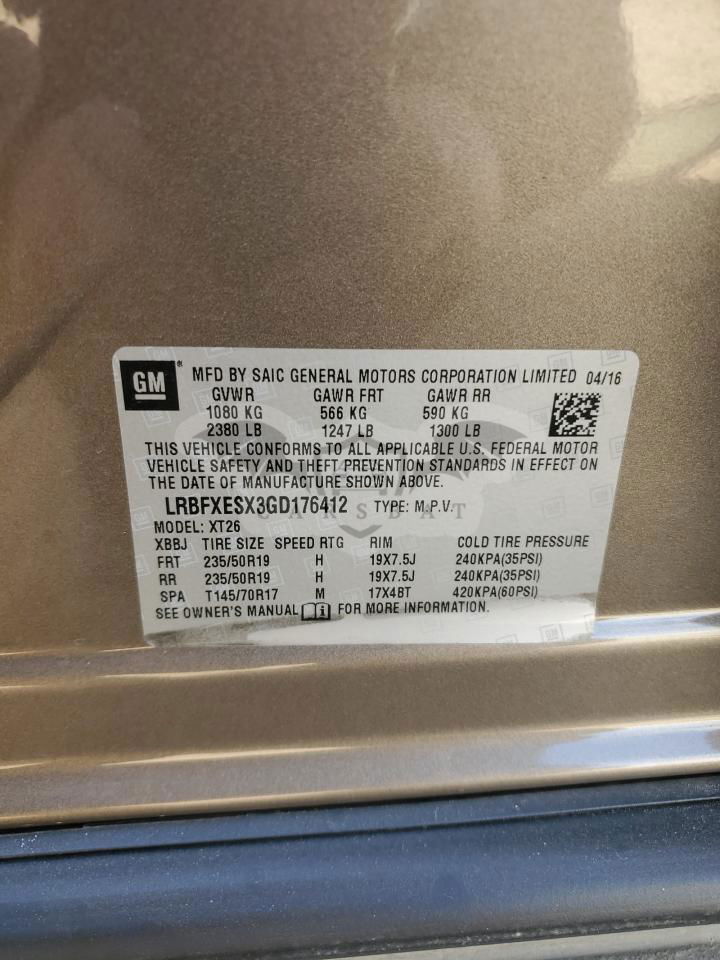 GM
MFD BY SAIC GENERAL MOTORS CORPORATION LIMITED 04/16
GVWR GAWR FRT GAWR RR
1080 KG 566 KG 590 KG
2380 LB 1247 LB 1300 LB
THIS VEHICLE CONFORMS TO ALL APPLICABLE U.S. FEDERAL MOTOR
VEHICLE SAFETY AND THEFT PREVENTION STANDARDS IN EFFECT ON
THE DATE OF MANUFACTURE SHOWN ABOVE.
LRBFXESX3GD176412 TYPE: M.P.V.
CARSBAT
MODEL: XT26
XBBJ TIRE SIZE SPEED RTG RIM COLD TIRE PRESSURE
FRT 235/50R19 H 19X7.5J 240KPA(35PSI)
RR 235/50R19 H 19X7.5J 240KPA(35PSI)
SPA T145/70R17 M 17X4BT 420KPA(60PSI)
SEE OWNER'S MANUAL FOR MORE INFORMATION.